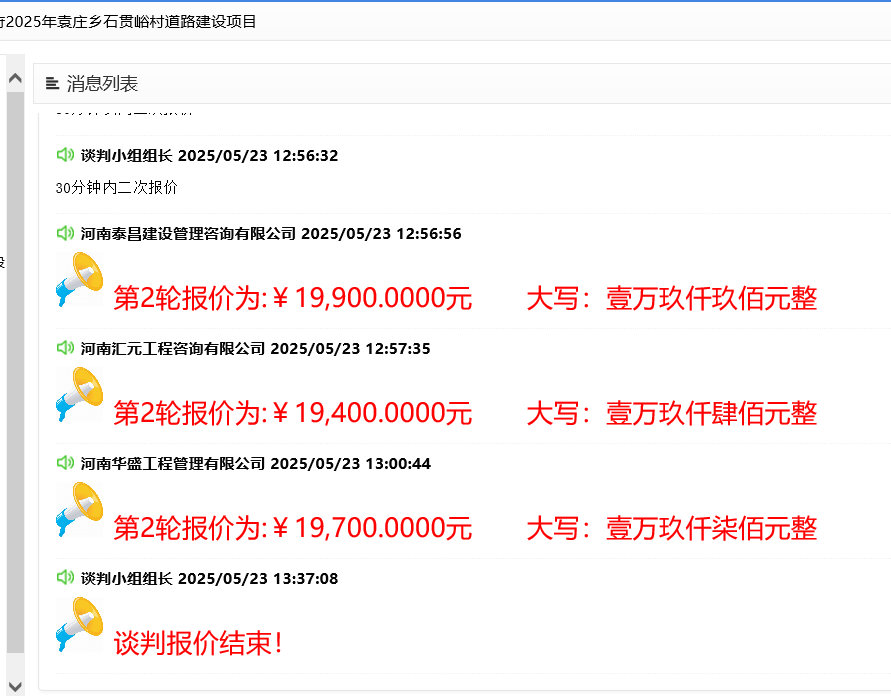 2025年袁庄乡石贯峪村道路建设项目
消息列表
谈判小组组长 2025/05/23 12:56:32
30分钟内二次报价
河南泰昌建设管理咨询有限公司 2025/05/23 12:56:56
第2轮报价为:￥19,900.0000元 大写：壹万玖仟玖佰元整
河南汇元工程咨询有限公司 2025/05/23 12:57:35
第2轮报价为:￥19,400.0000元 大写：壹万玖仟肆佰元整
河南华盛工程管理有限公司 2025/05/23 13:00:44
第2轮报价为:￥19,700.0000元 大写：壹万玖仟柒佰元整
谈判小组组长 2025/05/23 13:37:08
谈判报价结束！